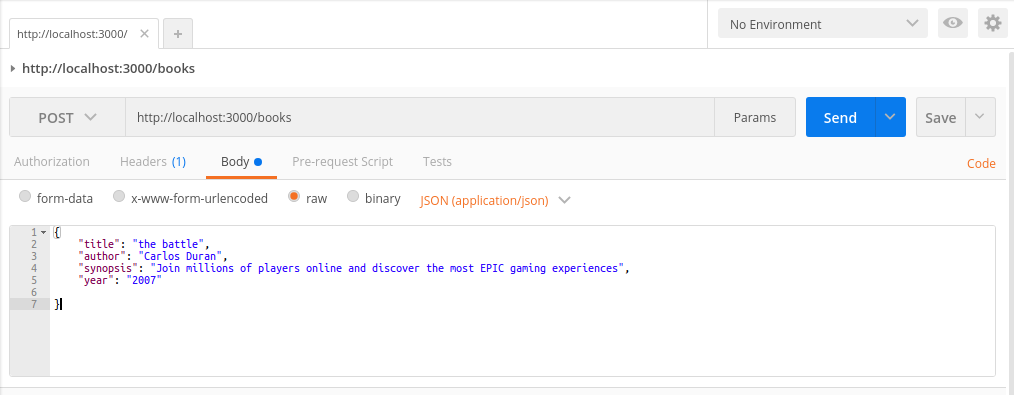 http://localhost:3000/ ✕ +
No Environment
http://localhost:3000/books
POST http://localhost:3000/books Params Send Save
Authorization Headers (1) Body Pre-request Script Tests Code
form-data x-www-form-urlencoded raw binary JSON (application/json)
1 {
2 "title": "the battle",
3 "author": "Carlos Duran",
4 "synopsis": "Join millions of players online and discover the most EPIC gaming experiences",
5 "year": "2007"
6
7 }